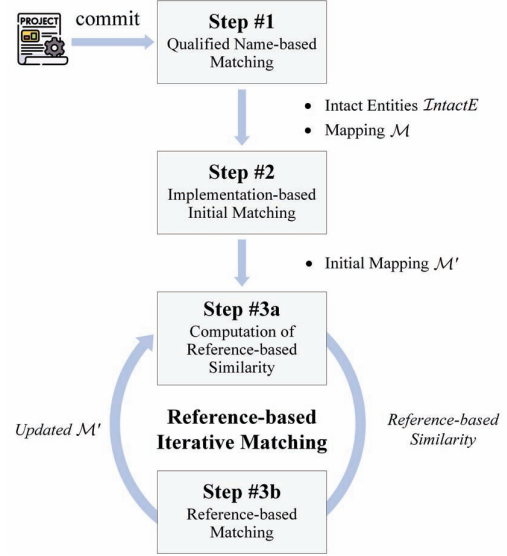 PROJECT
commit
Step #1
Qualified Name-based
Matching
• Intact Entities IntactE
• Mapping M
Step #2
Implementation-based
Initial Matching
• Initial Mapping M'
Step #3a
Computation of
Reference-based
Similarity
Updated M'
Reference-based
Iterative Matching
Reference-based
Similarity
Step #3b
Reference-based
Matching